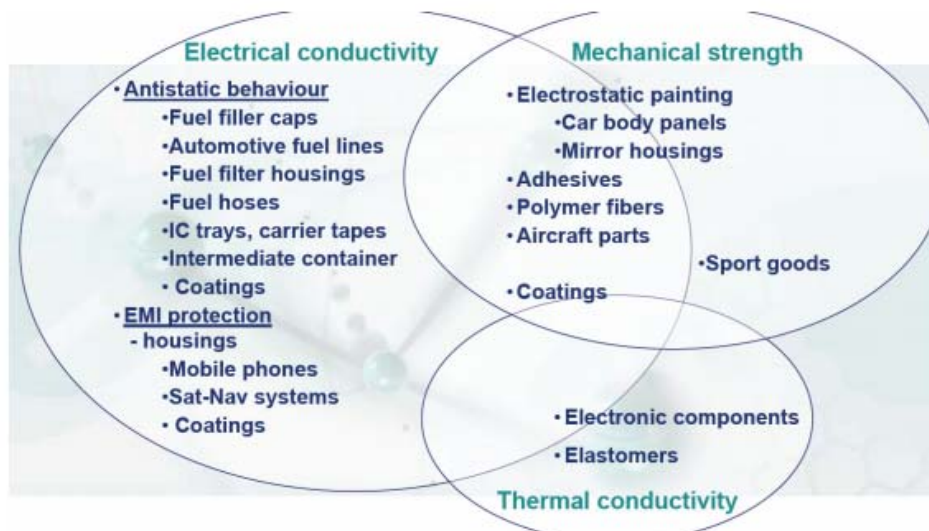 Electrical conductivity
• Antistatic behaviour
•Fuel filler caps
•Automotive fuel lines
•Fuel filter housings
•Fuel hoses
•IC trays, carrier tapes
•Intermediate container
• Coatings
• EMI protection
- housings
•Mobile phones
•Sat-Nav systems
• Coatings
Mechanical strength
•Electrostatic painting
•Car body panels
•Mirror housings
•Adhesives
•Polymer fibers
•Aircraft parts
•Sport goods
•Coatings
• Electronic components
• Elastomers
Thermal conductivity